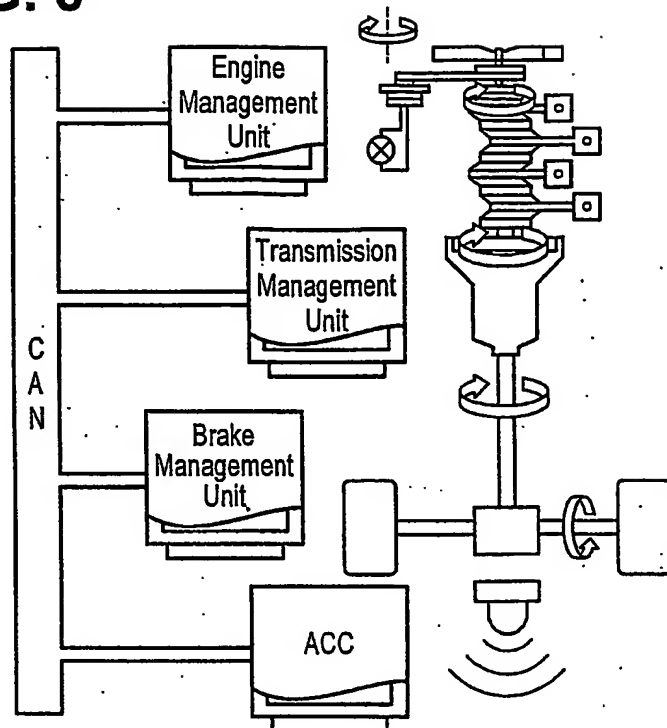 Engine
Management
Unit
Transmission
Management
Unit
C
A
N
Brake
Management
Unit
ACC